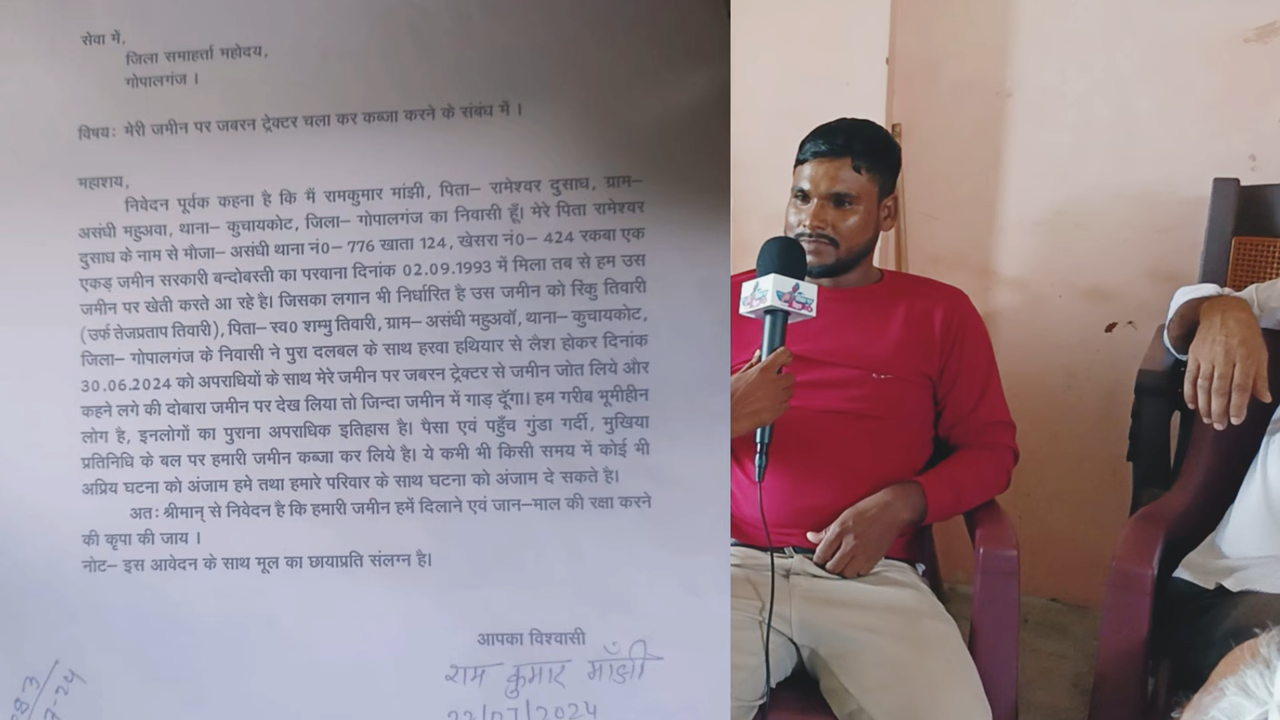 सेवा में,
जिला समाहर्त्ता महोदय,
गोपालगंज ।
विषय: मेरी जमीन पर जबरन ट्रेक्टर चला कर कब्जा करने के संबंध में ।
महाशय,
निवेदन पूर्वक कहना है कि मैं रामकुमार मांझी, पिता– रामेश्वर दुसाध, ग्राम–
असंघी महुअवा, थाना– कुचायकोट, जिला– गोपालगंज का निवासी हूँ। मेरे पिता रामेश्वर
दुसाध के नाम से मौजा– असंघी थाना नं0– 776 खाता 124, खेसरा नं0– 424 रकबा एक
एकड़ जमीन सरकारी बन्दोबस्ती का परवाना दिनांक 02.09.1993 में मिला तब से हम उस
जमीन पर खेती करते आ रहे है। जिसका लगान भी निर्धारित है उस जमीन को रिंकु तिवारी
(उर्फ तेजप्रताप तिवारी), पिता– स्व0 शम्भु तिवारी, ग्राम– असंघी महुअवॉ, थाना– कुचायकोट,
जिला– गोपालगंज के निवासी ने पुरा दलबल के साथ हरवा हथियार से लैश होकर दिनांक
30.06.2024 को अपराधियों के साथ मेरे जमीन पर जबरन ट्रेक्टर से जमीन जोत लिये और
कहने लगे की दोबारा जमीन पर देख लिया तो जिन्दा जमीन में गाड़ दूँगा। हम गरीब भूमीहीन
लोग है, इनलोगों का पुराना अपराधिक इतिहास है। पैसा एवं पहुँच गुंडा गर्दी, मुखिया
प्रतिनिधि के बल पर हमारी जमीन कब्जा कर लिये है। ये कभी भी किसी समय में कोई भी
अप्रिय घटना को अंजाम हमे तथा हमारे परिवार के साथ घटना को अंजाम दे सकते है।
अत: श्रीमान् से निवेदन है कि हमारी जमीन हमें दिलाने एवं जान–माल की रक्षा करने
की कृपा की जाय ।
नोट– इस आवेदन के साथ मूल का छायाप्रति संलग्न है।
आपका विश्वासी
राम कुमार माँझी
22/07/2024